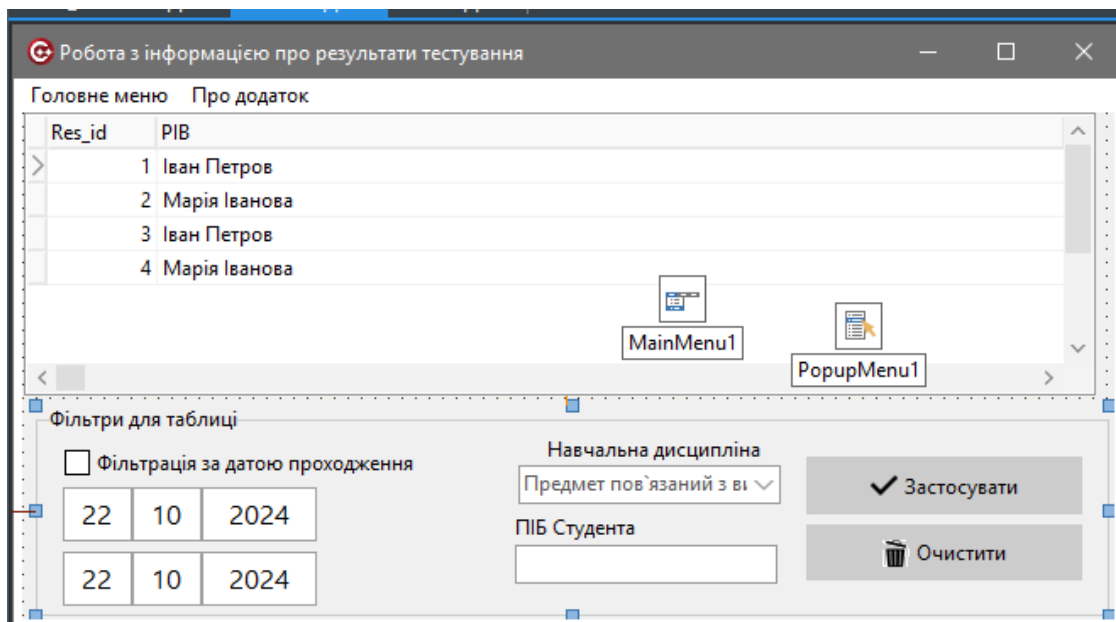 Робота з інформацією про результати тестування
Головне меню Про додаток
Res_id PIB
1 Іван Петров
2 Марія Іванова
3 Іван Петров
4 Марія Іванова
MainMenu1
PopupMenu1
Фільтри для таблиці
Фільтрація за датою проходження
22 10 2024
22 10 2024
Навчальна дисципліна
Предмет пов`язаний з
ПІБ Студента
Застосувати
Очистити